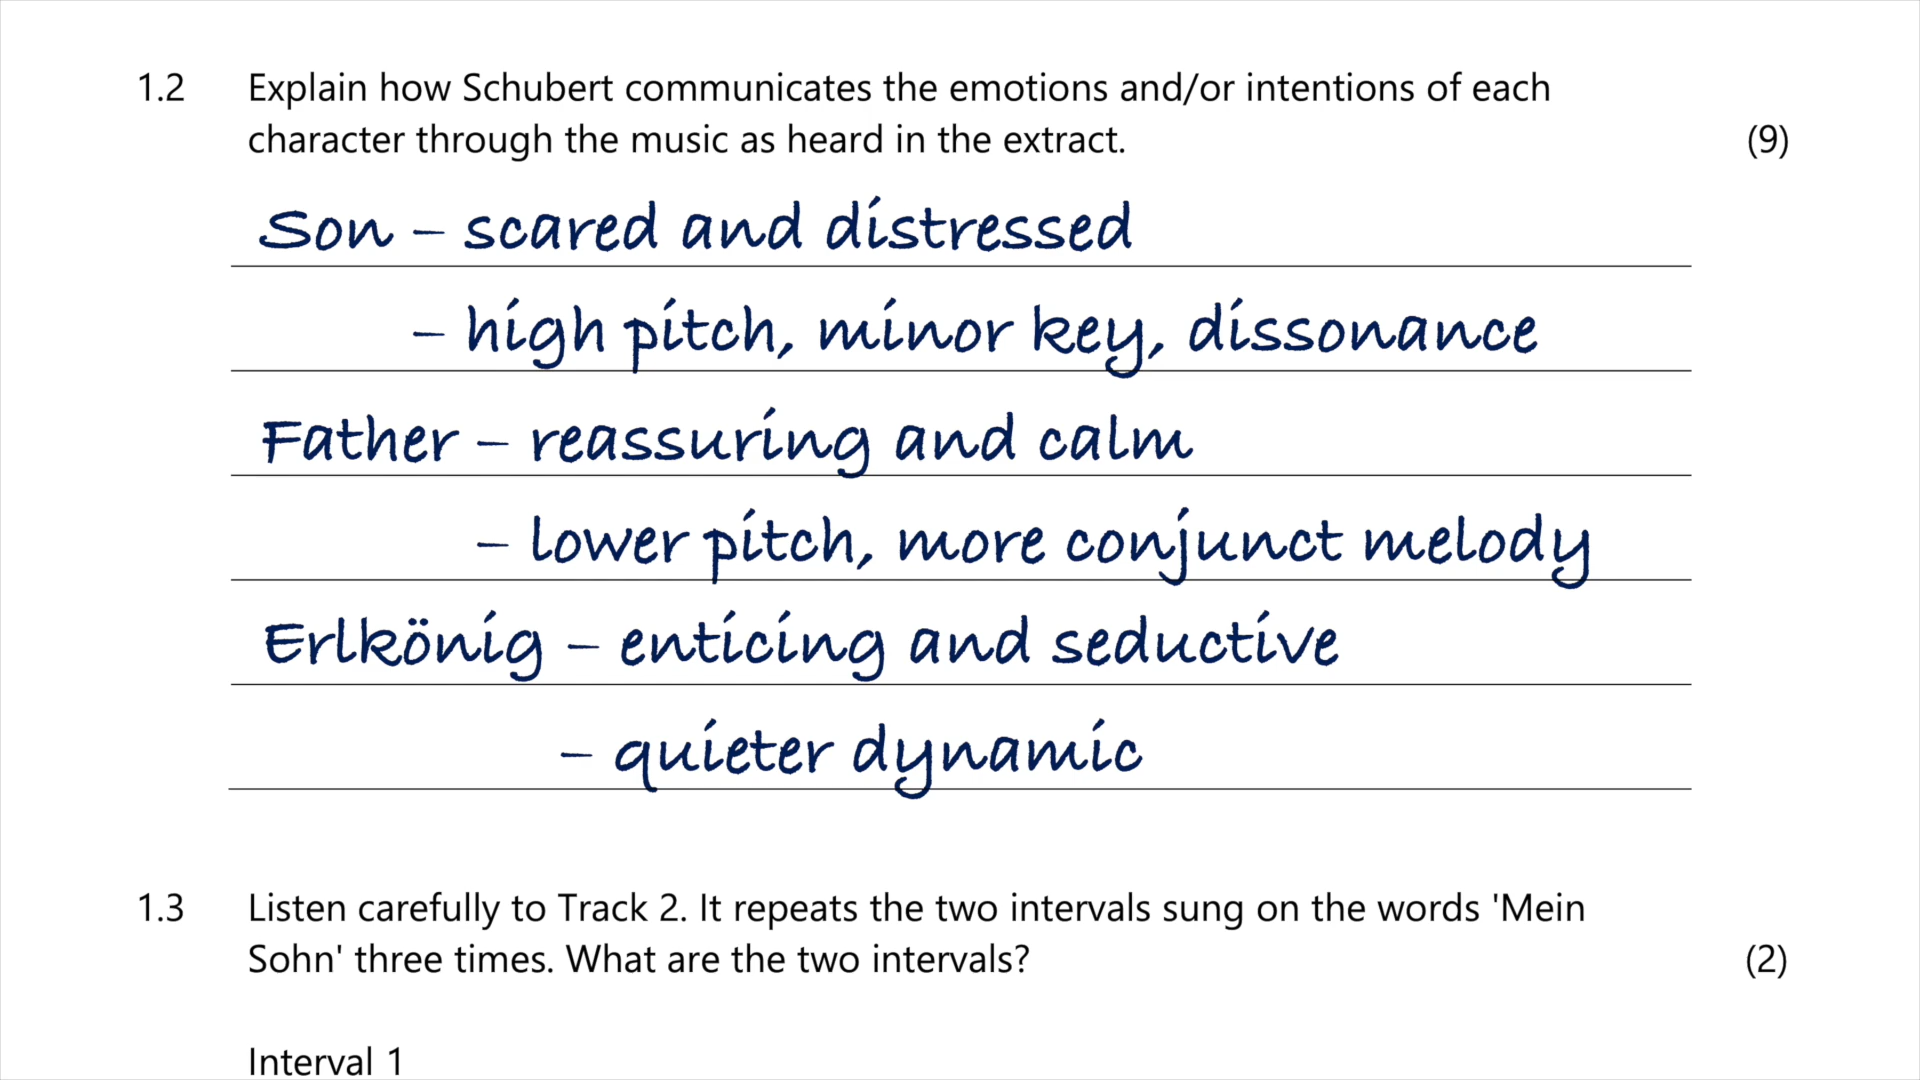 1.2 Explain how Schubert communicates the emotions and/or intentions of each
character through the music as heard in the extract. (9)
Son – scared and distressed
– high pitch, minor key, dissonance
Father – reassuring and calm
– lower pitch, more conjunct melody
Erlkönig – enticing and seductive
– quieter dynamic
1.3 Listen carefully to Track 2. It repeats the two intervals sung on the words 'Mein
Sohn' three times. What are the two intervals? (2)
Interval 1